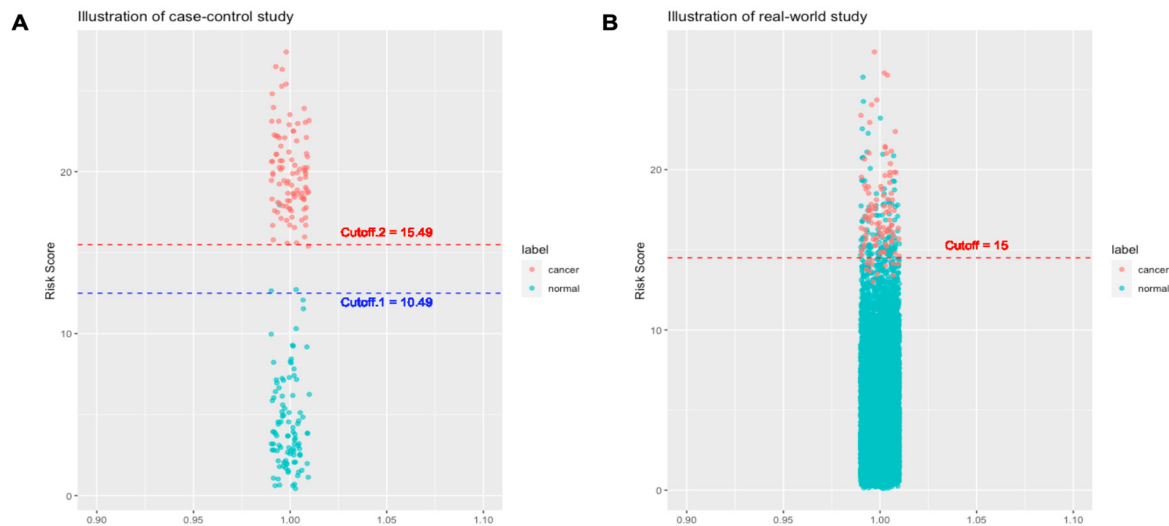 A
Illustration of case-control study
Risk Score
20
10
0
Cutoff.2 = 15.49
Cutoff.1 = 10.49
0.90
0.95
1.00
1.05
1.10
label
cancer
normal
B
Illustration of real-world study
Risk Score
20
10
0
Cutoff = 15
0.90
0.95
1.00
1.05
1.10
label
cancer
normal